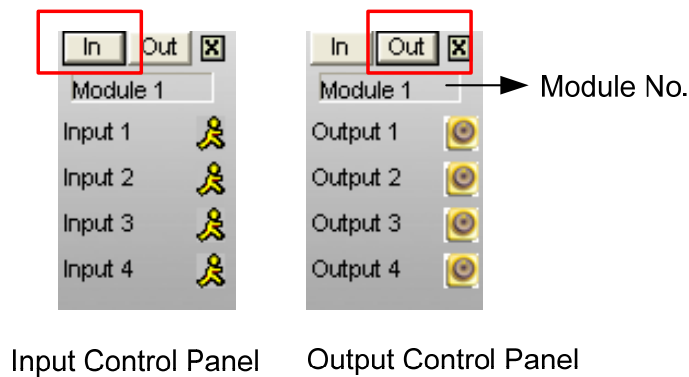 In Out X
Module 1
Input 1
Input 2
Input 3
Input 4
In Out X
Module 1
Output 1
Output 2
Output 3
Output 4
Module No.
Input Control Panel
Output Control Panel